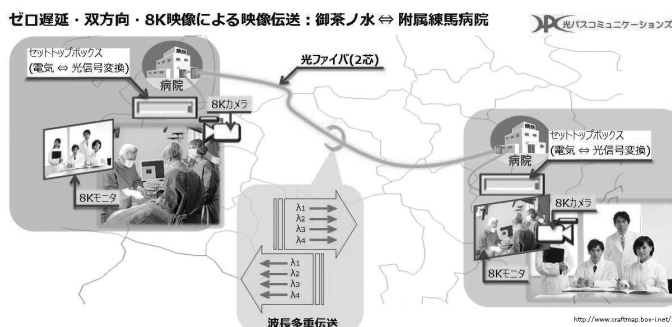 ゼロ遅延・双方向・8K映像による映像伝送:御茶ノ水 ⇔ 附属練馬病院
光パスコミュニケーションズ
セットトップボックス
(電気 ⇔ 光信号変換)
病院
病院
光ファイバ(2芯)
8Kカメラ
8Kモニタ
病院
病院
セットトップボックス
(電気 ⇔ 光信号変換)
8Kカメラ
8Kモニタ
λ1
λ2
λ3
λ4
λ1
λ2
λ3
λ4
波長多重伝送
http://www.craftmap.box-i.net/